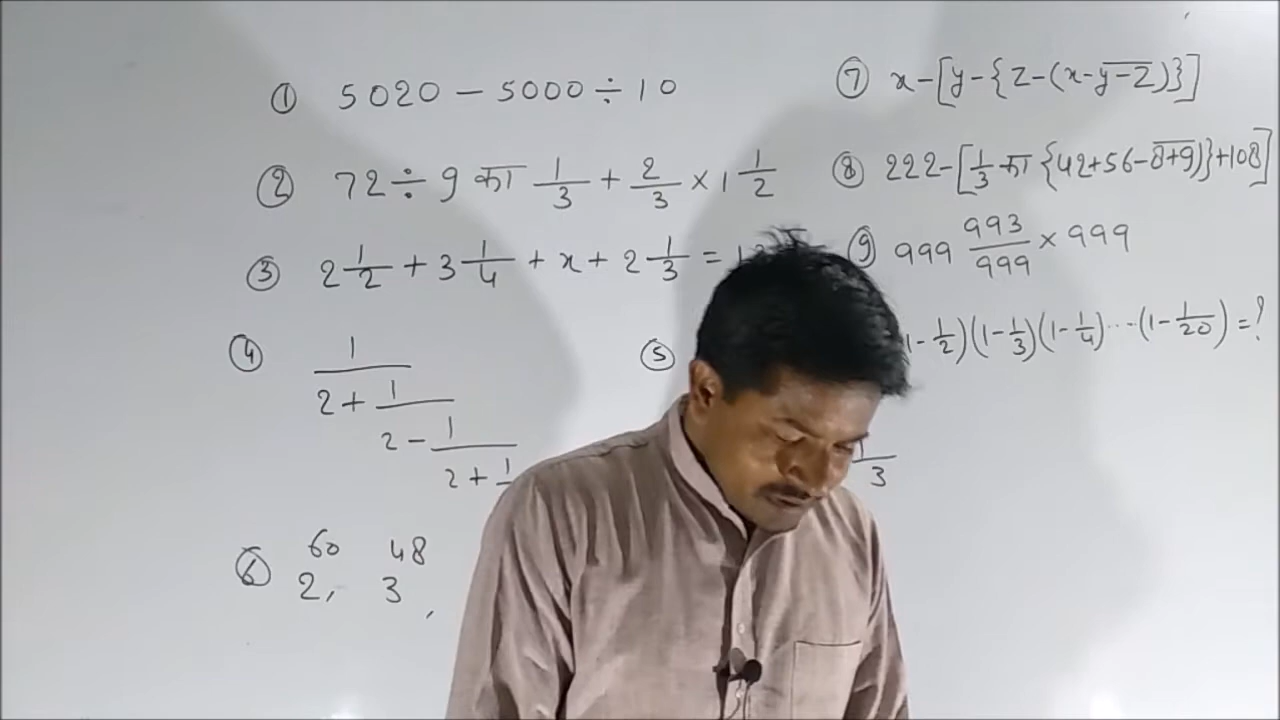 ① 5020 − 5000 ÷ 10
② 72 ÷ 9 का 1/3 + 2/3 × 1 1/2
③ 2 1/2 + 3 1/4 + x + 2 1/3 =
④ 1/(2 + 1/(2 − 1/(2 + 1
⑤
1/3
⑥ 60 48
2, 3,
⑦ x−[y−{z−(x−y̅−̅z̅)}]
⑧ 222−[1/3 का {42+56−8̅+̅9̅)}+108]
⑨ 999 993/999 × 999
1−1/2)(1−1/3)(1−1/4)...(1−1/20)=?